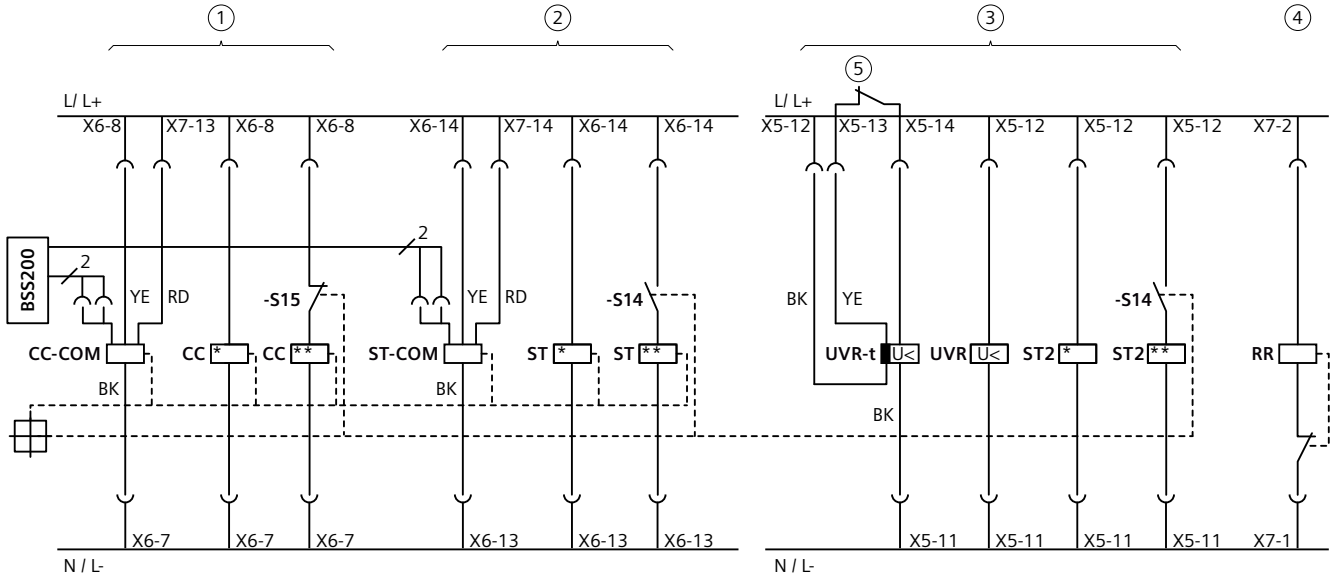 1 2 3 4
5
L/ L+ L/ L+
X6-8 X7-13 X6-8 X6-8 X6-14 X7-14 X6-14 X6-14 X5-12 X5-13 X5-14 X5-12 X5-12 X5-12 X7-2
BSS200
2 2
YE RD -S15 YE RD -S14 BK YE -S14
CC-COM CC * CC ** ST-COM ST * ST ** UVR-t U< UVR U< ST2 * ST2 ** RR
BK BK BK
X6-7 X6-7 X6-7 X6-13 X6-13 X6-13 X5-11 X5-11 X5-11 X5-11 X7-1
N / L- N / L-